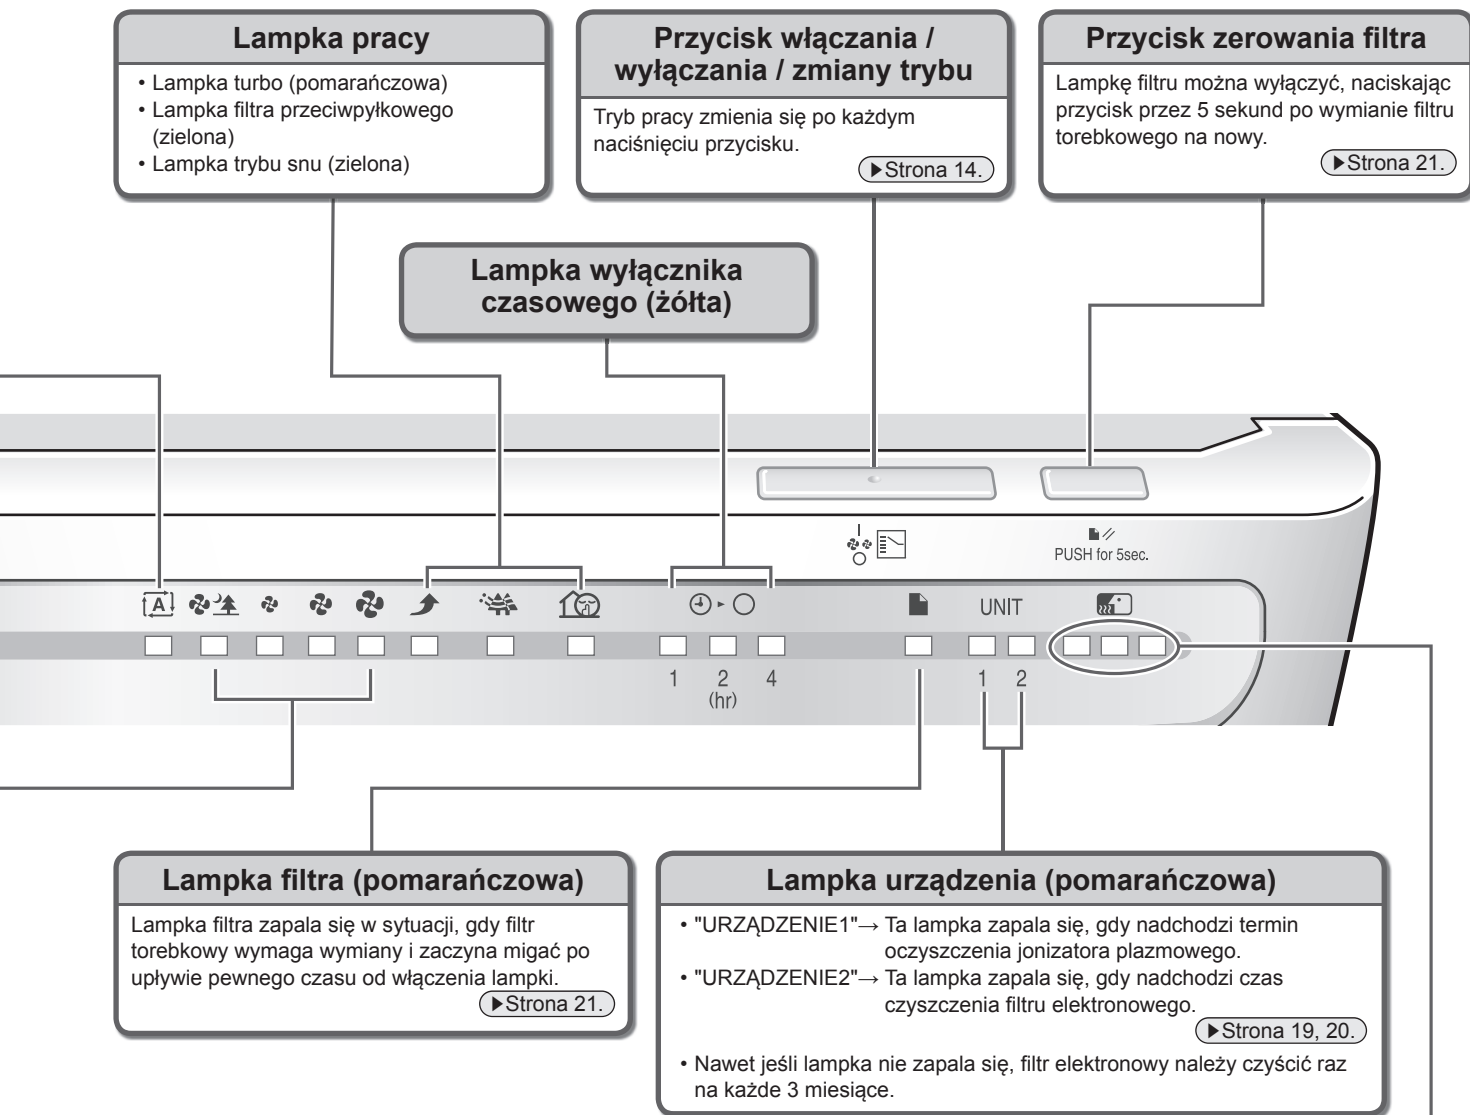 Lampka pracy
• Lampka turbo (pomarańczowa)
• Lampka filtra przeciwpyłkowego
(zielona)
• Lampka trybu snu (zielona)
Przycisk włączania /
wyłączania / zmiany trybu
Tryb pracy zmienia się po każdym
naciśnięciu przycisku.
▶Strona 14.
Przycisk zerowania filtra
Lampkę filtru można wyłączyć, naciskając
przycisk przez 5 sekund po wymianie filtru
torebkowego na nowy.
▶Strona 21.
Lampka wyłącznika
czasowego (żółta)
PUSH for 5sec.
A
UNIT
1 2 4
(hr)
1 2
Lampka filtra (pomarańczowa)
Lampka filtra zapala się w sytuacji, gdy filtr
torebkowy wymaga wymiany i zaczyna migać po
upływie pewnego czasu od włączenia lampki.
▶Strona 21.
Lampka urządzenia (pomarańczowa)
• "URZĄDZENIE1"→ Ta lampka zapala się, gdy nadchodzi termin
oczyszczenia jonizatora plazmowego.
• "URZĄDZENIE2"→ Ta lampka zapala się, gdy nadchodzi czas
czyszczenia filtru elektronowego.
▶Strona 19, 20.
• Nawet jeśli lampka nie zapala się, filtr elektronowy należy czyścić raz
na każde 3 miesiące.